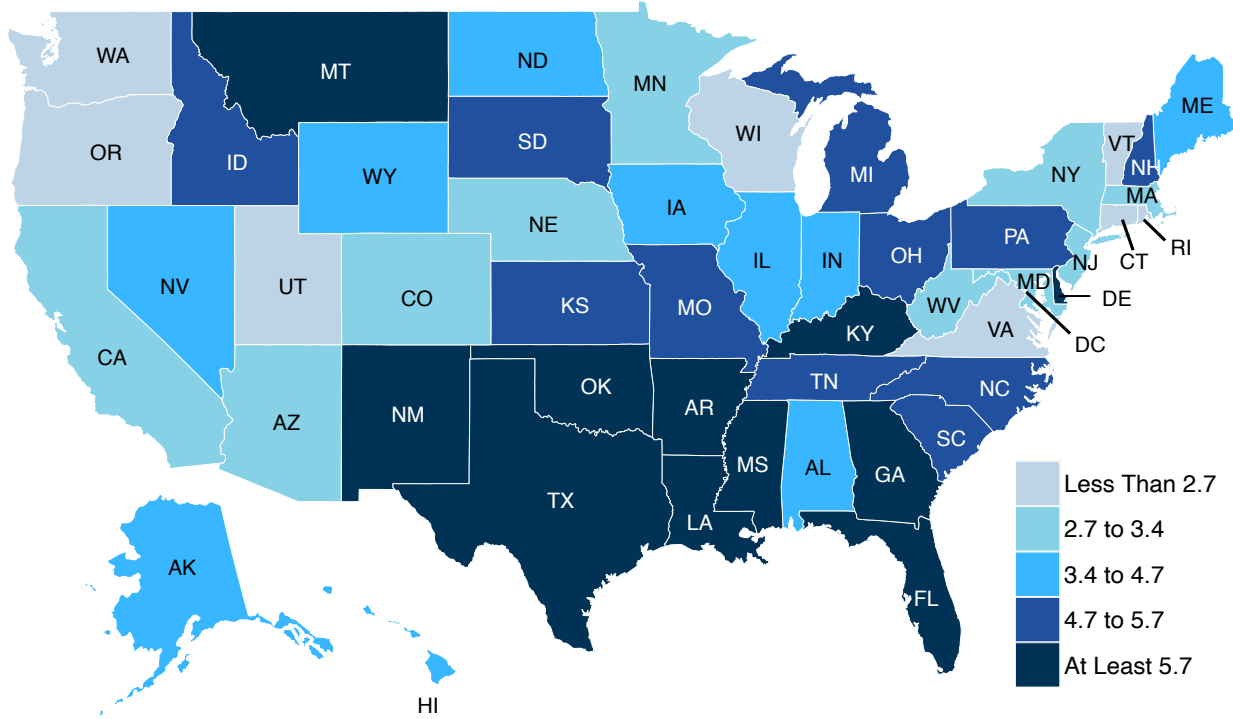 WA
MT
ND
MN
ME
OR
ID
SD
WI
VT
NH
WY
MI
NY
MA
IA
NE
PA
RI
CT
NV
UT
CO
IL
IN
OH
NJ
MD
DE
KS
MO
WV
VA
DC
CA
KY
TN
NC
OK
AZ
NM
AR
SC
MS
AL
GA
TX
LA
AK
FL
HI
Less Than 2.7
2.7 to 3.4
3.4 to 4.7
4.7 to 5.7
At Least 5.7